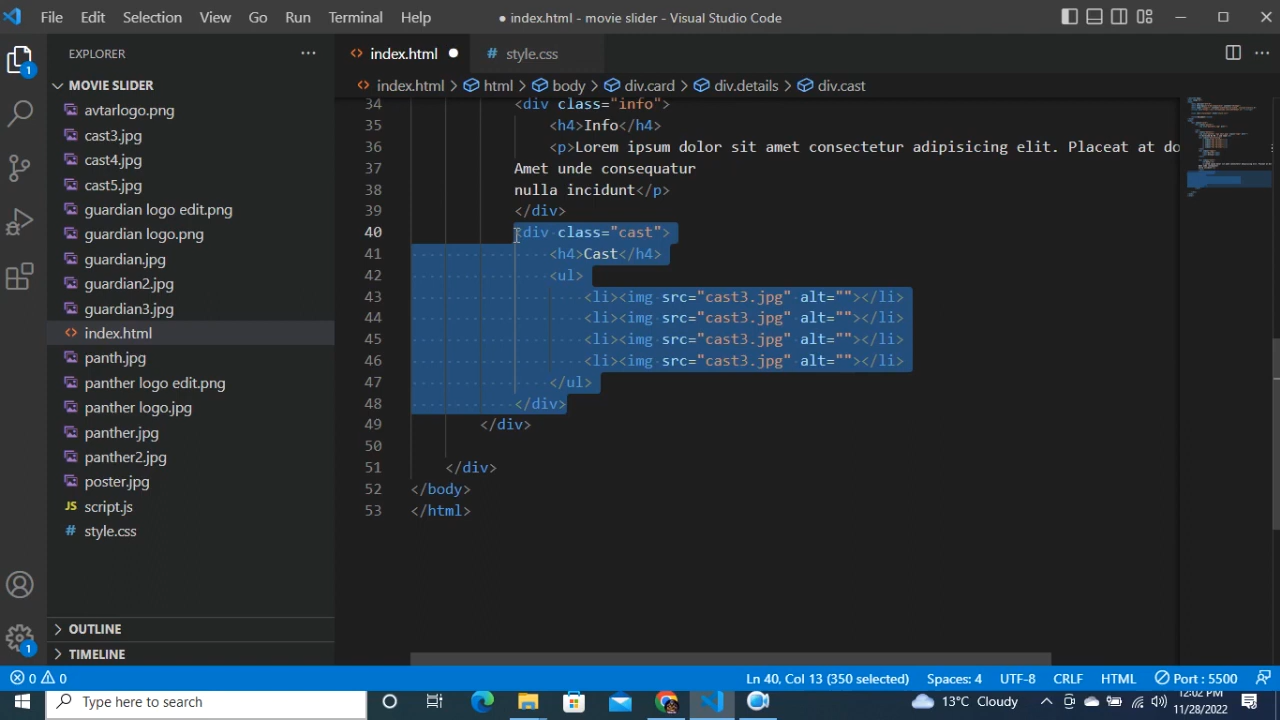 File Edit Selection View Go Run Terminal Help
● index.html - movie slider - Visual Studio Code
EXPLORER
MOVIE SLIDER
avtarlogo.png
cast3.jpg
cast4.jpg
cast5.jpg
guardian logo edit.png
guardian logo.png
guardian.jpg
guardian2.jpg
guardian3.jpg
index.html
panth.jpg
panther logo edit.png
panther logo.jpg
panther.jpg
panther2.jpg
poster.jpg
JS script.js
# style.css
OUTLINE
TIMELINE
1
1
index.html ●
# style.css
index.html > html > body > div.card > div.details > div.cast
34 <div class="info">
35 <h4>Info</h4>
36 <p>Lorem ipsum dolor sit amet consectetur adipisicing elit. Placeat at do
37 Amet unde consequatur
38 nulla incidunt</p>
39 </div>
40 <div class="cast">
41 <h4>Cast</h4>
42 <ul>
43 <li><img src="cast3.jpg" alt=""></li>
44 <li><img src="cast3.jpg" alt=""></li>
45 <li><img src="cast3.jpg" alt=""></li>
46 <li><img src="cast3.jpg" alt=""></li>
47 </ul>
48 </div>
49 </div>
50
51 </div>
52 </body>
53 </html>
0 0
Ln 40, Col 13 (350 selected) Spaces: 4 UTF-8 CRLF HTML Port : 5500
Type here to search
13°C Cloudy
12:02 PM
11/28/2022